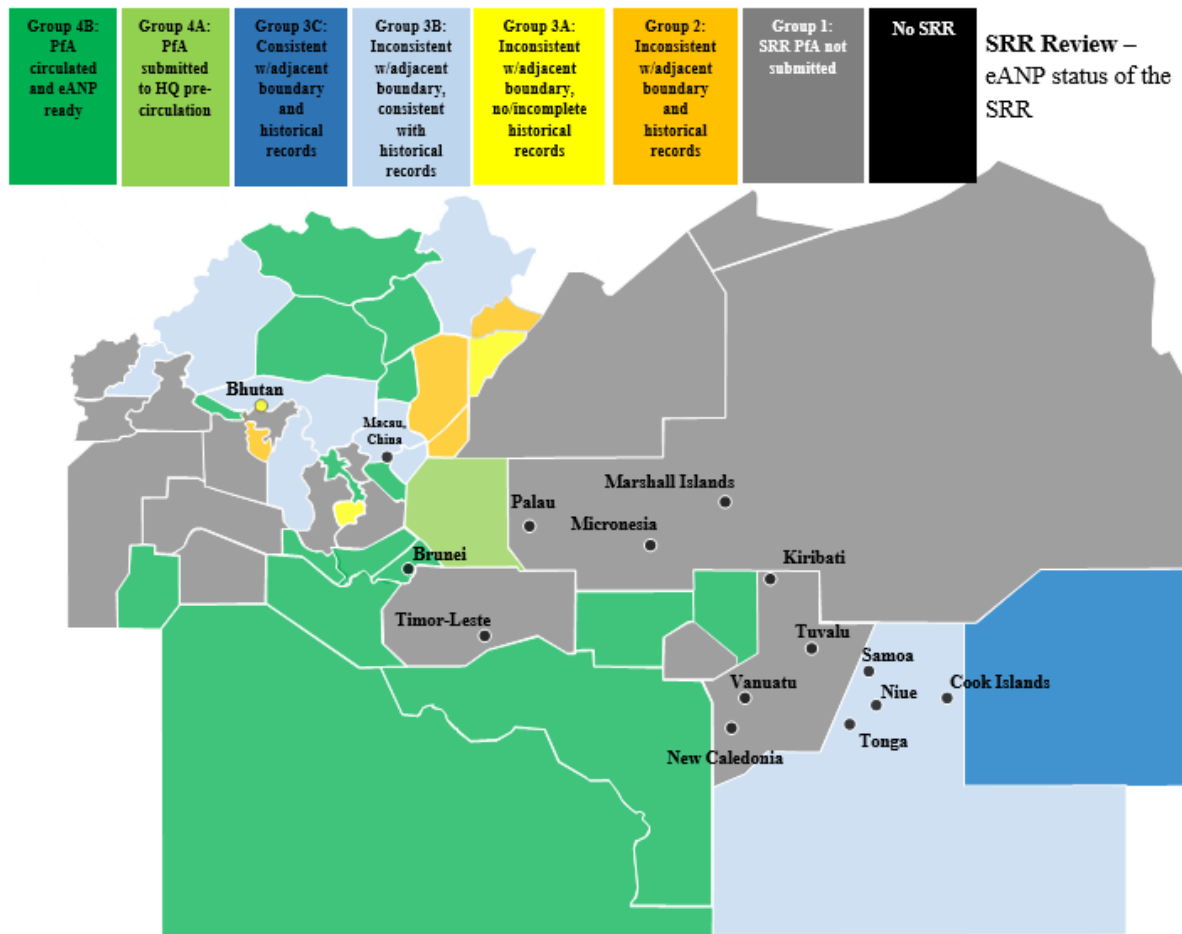 Group 4B:
PfA
circulated
and eANP
ready
Group 4A:
PfA
submitted
to HQ pre-
circulation
Group 3C:
Consistent
w/adjacent
boundary
and
historical
records
Group 3B:
Inconsistent
w/adjacent
boundary,
consistent
with
historical
records
Group 3A:
Inconsistent
w/adjacent
boundary,
no/incomplete
historical
records
Group 2:
Inconsistent
w/adjacent
boundary
and
historical
records
Group 1:
SRR PfA not
submitted
No SRR
SRR Review –
eANP status of the
SRR
Bhutan
Macau,
China
Marshall Islands
Palau
Micronesia
Brunei
Kiribati
Timor-Leste
Tuvalu
Samoa
Vanuatu
Niue
Cook Islands
Tonga
New Caledonia